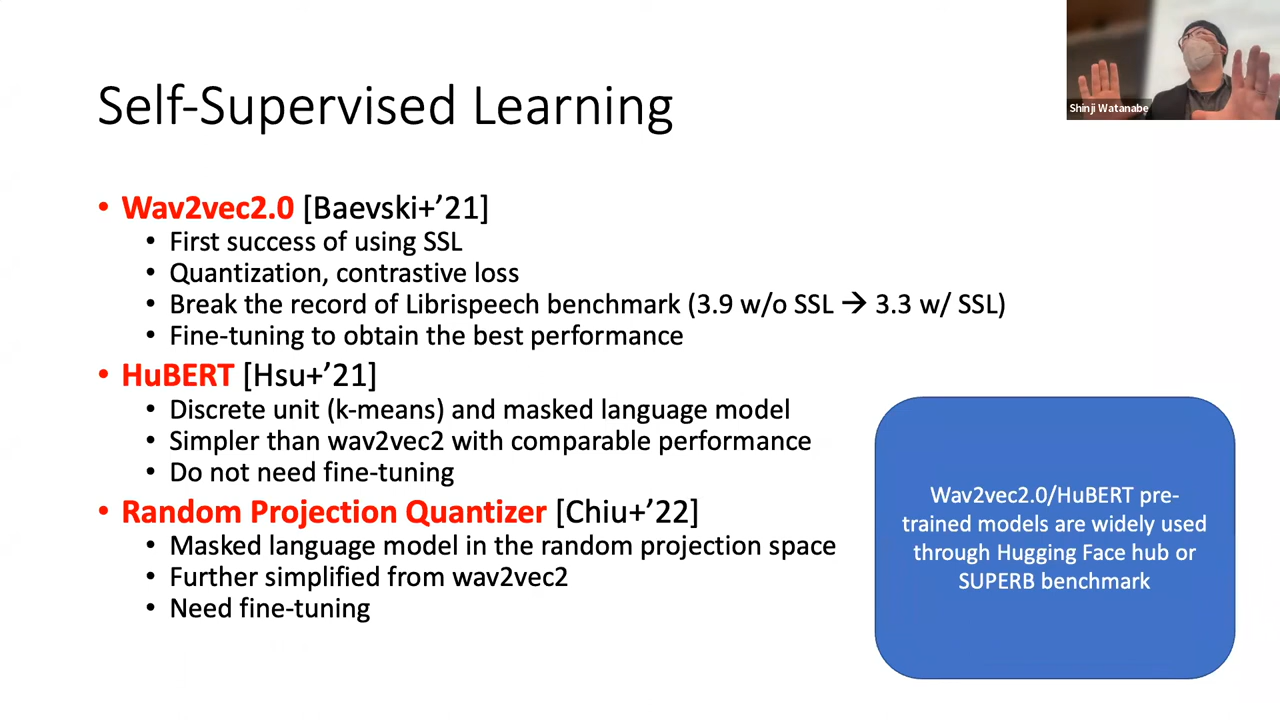 Shinji Watanabe
Self-Supervised Learning
• Wav2vec2.0 [Baevski+’21]
• First success of using SSL
• Quantization, contrastive loss
• Break the record of Librispeech benchmark (3.9 w/o SSL → 3.3 w/ SSL)
• Fine-tuning to obtain the best performance
• HuBERT [Hsu+’21]
• Discrete unit (k-means) and masked language model
• Simpler than wav2vec2 with comparable performance
• Do not need fine-tuning
• Random Projection Quantizer [Chiu+’22]
• Masked language model in the random projection space
• Further simplified from wav2vec2
• Need fine-tuning
Wav2vec2.0/HuBERT pre-
trained models are widely used
through Hugging Face hub or
SUPERB benchmark